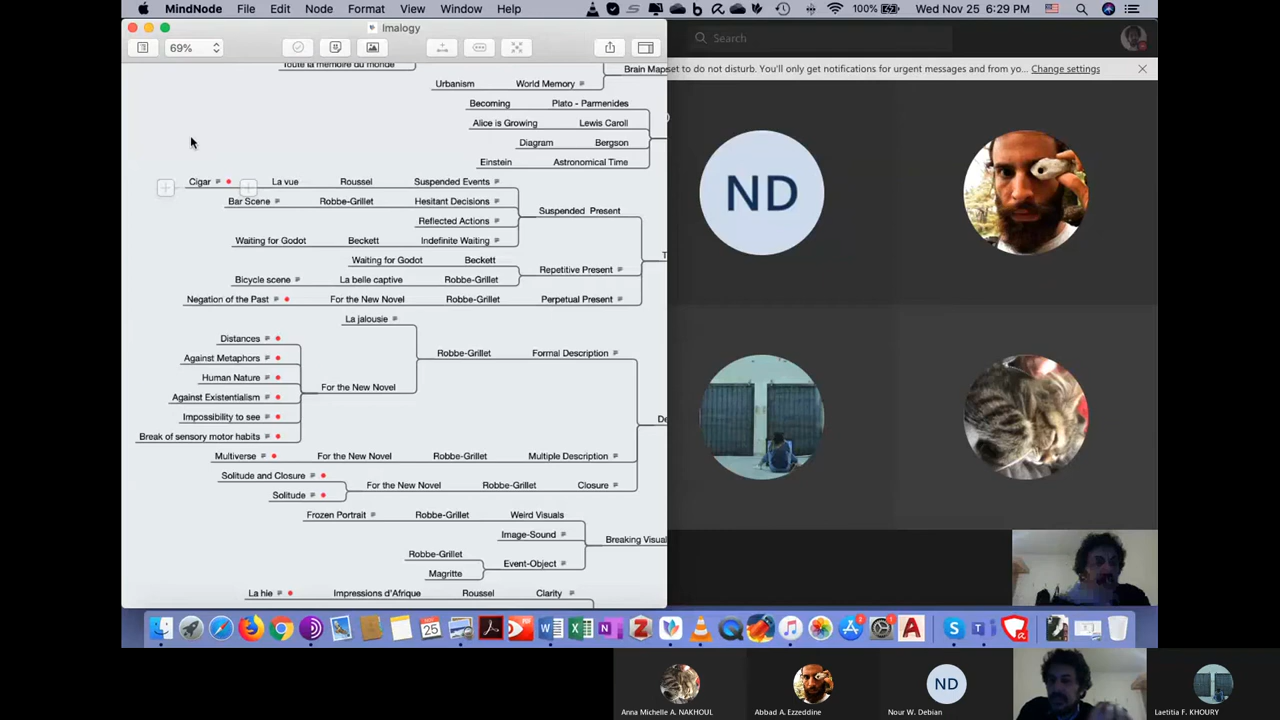 MindNode File Edit Node Format View Window Help 100% Wed Nov 25 6:29 PM
Imalogy
69%
Search
set to do not disturb. You'll only get notifications for urgent messages and from yo... Change settings
Toute la mémoire du monde
Brain Maps
Urbanism World Memory
Becoming Plato - Parmenides
Alice is Growing Lewis Caroll
Diagram Bergson
Einstein Astronomical Time
Cigar La vue Roussel Suspended Events
Bar Scene Robbe-Grillet Hesitant Decisions
Suspended Present
Reflected Actions
Waiting for Godot Beckett Indefinite Waiting
Waiting for Godot Beckett
Repetitive Present
Bicycle scene La belle captive Robbe-Grillet
Negation of the Past For the New Novel Robbe-Grillet Perpetual Present
La jalousie
Distances
Robbe-Grillet Formal Description
Against Metaphors
Human Nature
For the New Novel
Against Existentialism
Impossibility to see
De
Break of sensory motor habits
Multiverse For the New Novel Robbe-Grillet Multiple Description
Solitude and Closure
For the New Novel Robbe-Grillet Closure
Solitude
Frozen Portrait Robbe-Grillet Weird Visuals
Image-Sound
Breaking Visual
Robbe-Grillet
Event-Object
Magritte
La hie Impressions d'Afrique Roussel Clarity
ND
NOV
25
ND
Anna Michelle A. NAKHOUL Abbad A. Ezzeddine Nour W. Debian Laetitia F. KHOURY